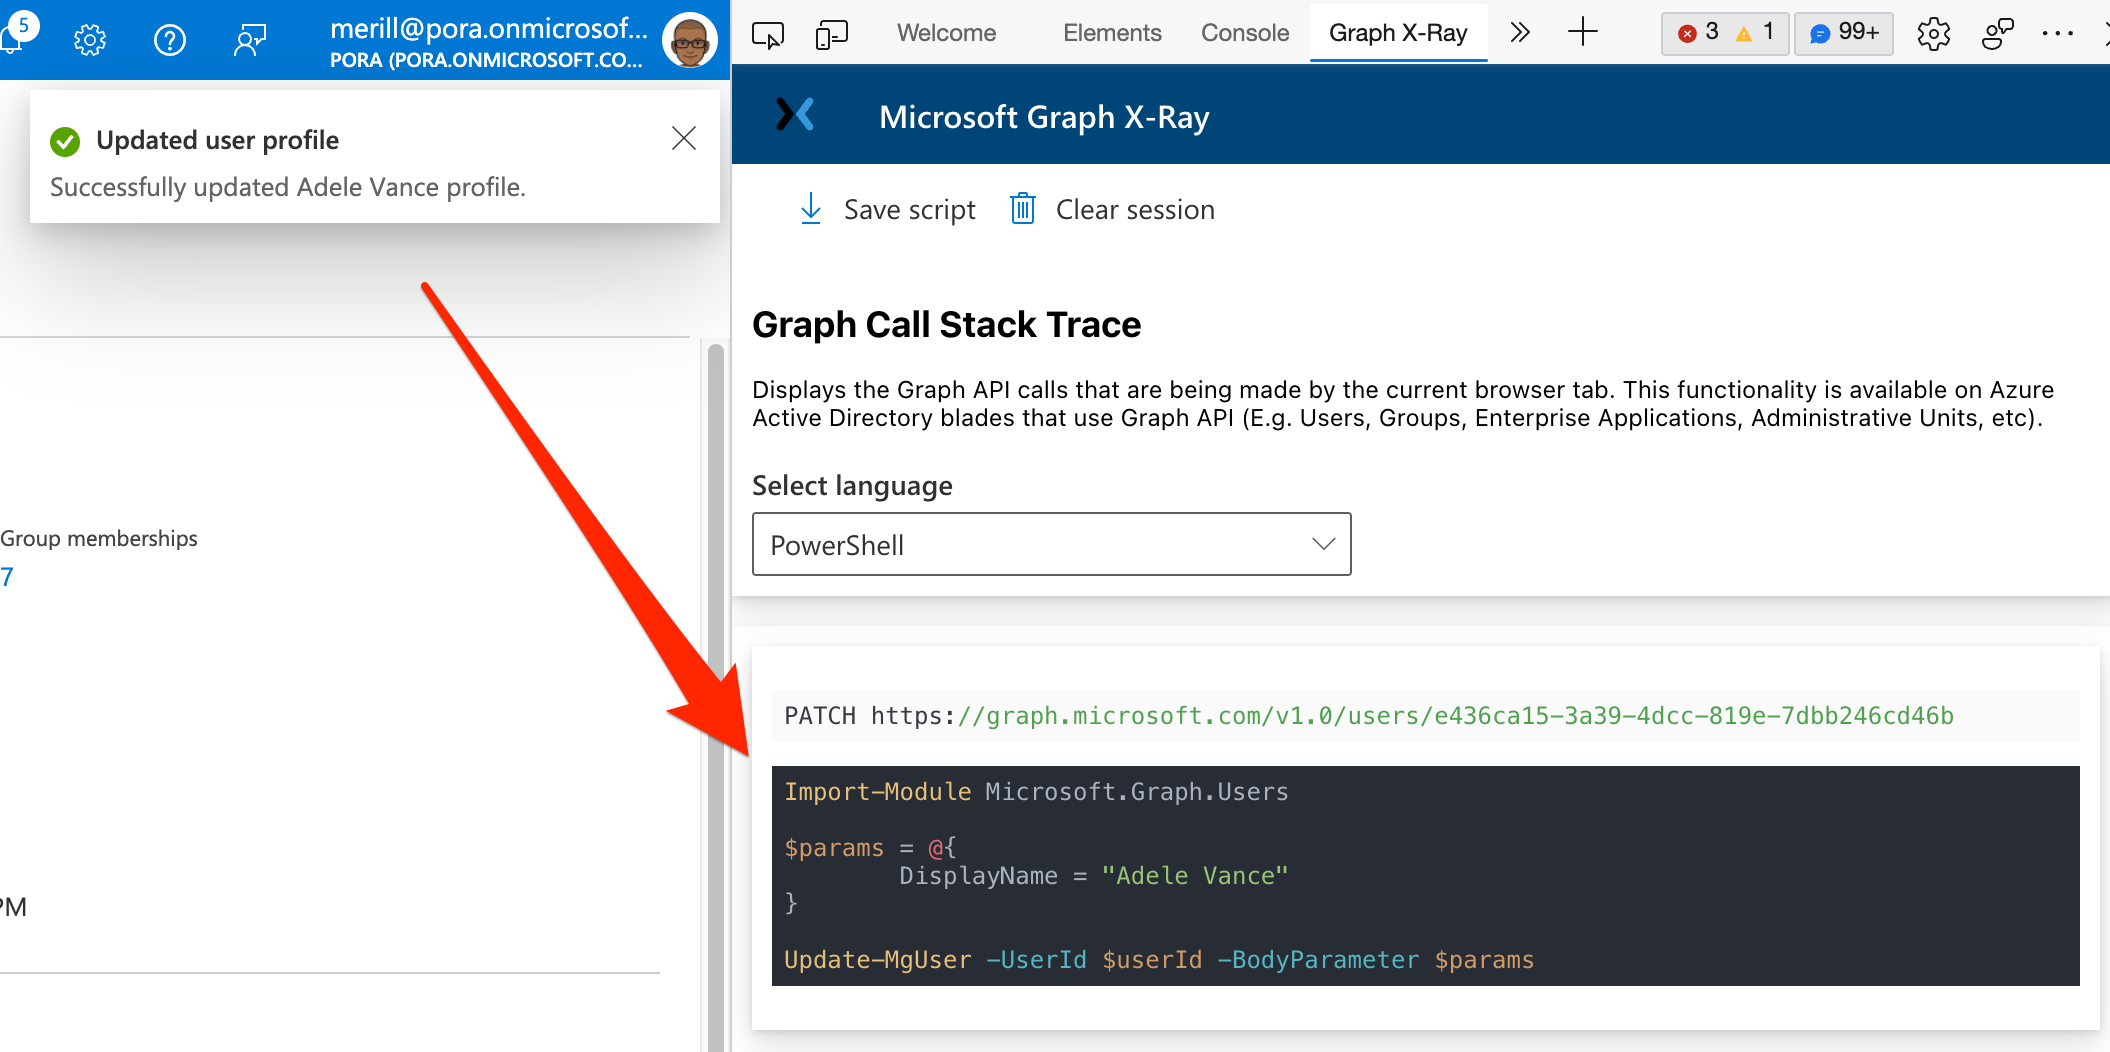 5
merill@pora.onmicrosof...
PORA (PORA.ONMICROSOFT.CO...
Updated user profile
Successfully updated Adele Vance profile.
Group memberships
7
PM
Welcome Elements Console Graph X-Ray 3 1 99+
Microsoft Graph X-Ray
Save script Clear session
Graph Call Stack Trace
Displays the Graph API calls that are being made by the current browser tab. This functionality is available on Azure
Active Directory blades that use Graph API (E.g. Users, Groups, Enterprise Applications, Administrative Units, etc).
Select language
PowerShell
PATCH https://graph.microsoft.com/v1.0/users/e436ca15-3a39-4dcc-819e-7dbb246cd46b
Import-Module Microsoft.Graph.Users
$params = @{
DisplayName = "Adele Vance"
}
Update-MgUser -UserId $userId -BodyParameter $params